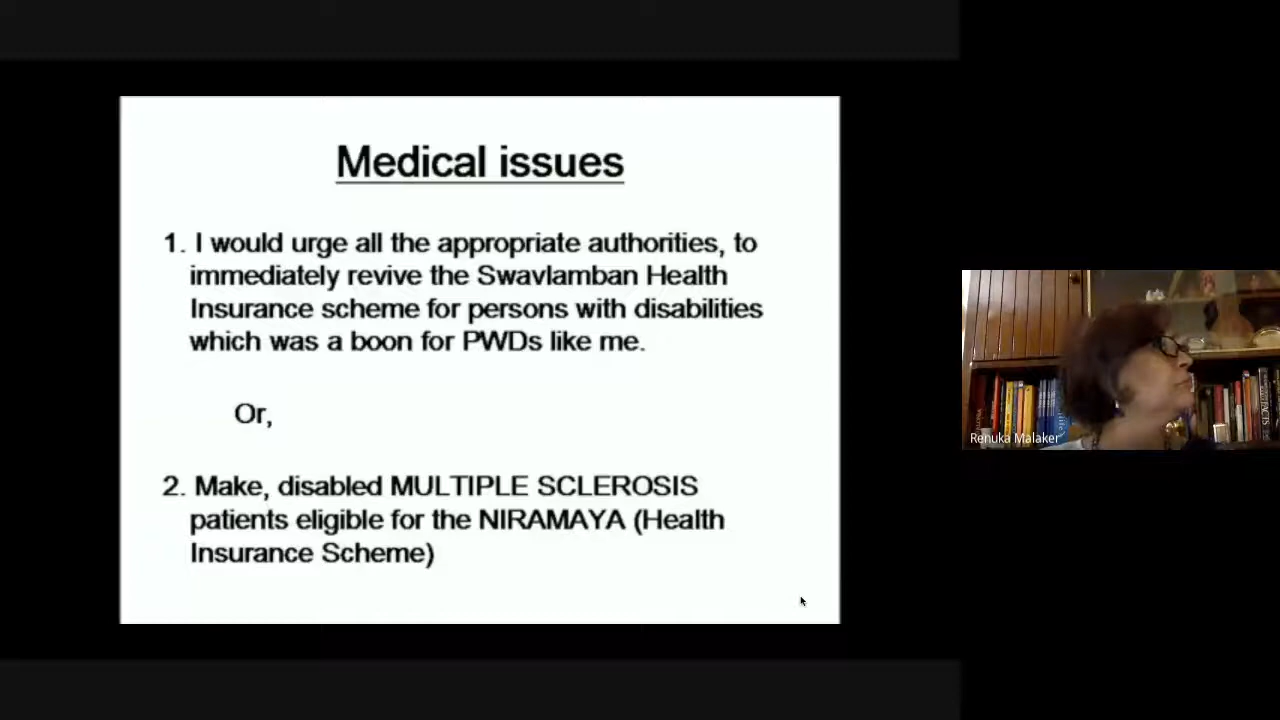 Medical issues
1. I would urge all the appropriate authorities, to
immediately revive the Swavlamban Health
Insurance scheme for persons with disabilities
which was a boon for PWDs like me.
Or,
2. Make, disabled MULTIPLE SCLEROSIS
patients eligible for the NIRAMAYA (Health
Insurance Scheme)
Renuka Malaker